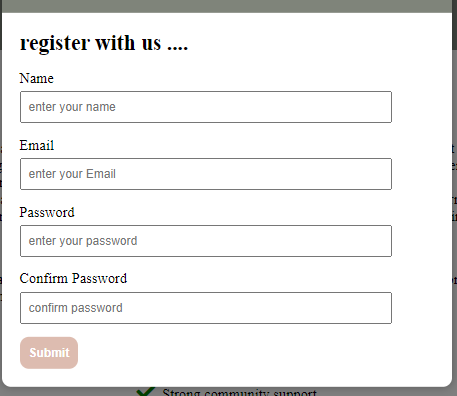 register with us ....
Name
enter your name
Email
enter your Email
Password
enter your password
Confirm Password
confirm password
Submit
Strong community support